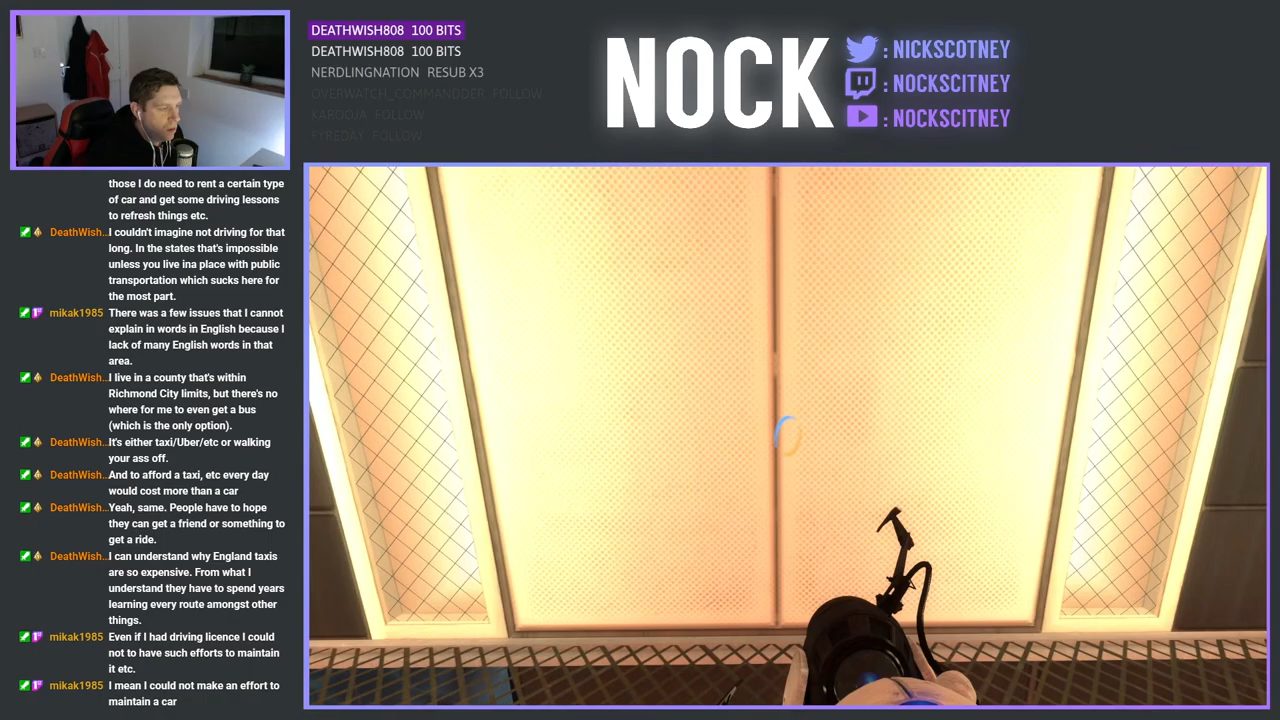 DEATHWISH808 100 BITS
DEATHWISH808 100 BITS
NERDLINGNATION RESUB X3
OVERWATCH_COMMANDDER FOLLOW
KAROOJA FOLLOW
FYREDAY FOLLOW
NOCK
: NICKSCOTNEY
: NOCKSCITNEY
: NOCKSCITNEY
those I do need to rent a certain type
of car and get some driving lessons
to refresh things etc.
DeathWish... I couldn't imagine not driving for that
long. In the states that's impossible
unless you live ina place with public
transportation which sucks here for
the most part.
mikak1985 There was a few issues that I cannot
explain in words in English because I
lack of many English words in that
area.
DeathWish... I live in a county that's within
Richmond City limits, but there's no
where for me to even get a bus
(which is the only option).
DeathWish... It's either taxi/Uber/etc or walking
your ass off.
DeathWish... And to afford a taxi, etc every day
would cost more than a car
DeathWish... Yeah, same. People have to hope
they can get a friend or something to
get a ride.
DeathWish... I can understand why England taxis
are so expensive. From what I
understand they have to spend years
learning every route amongst other
things.
mikak1985 Even if I had driving licence I could
not to have such efforts to maintain
it etc.
mikak1985 I mean I could not make an effort to
maintain a car